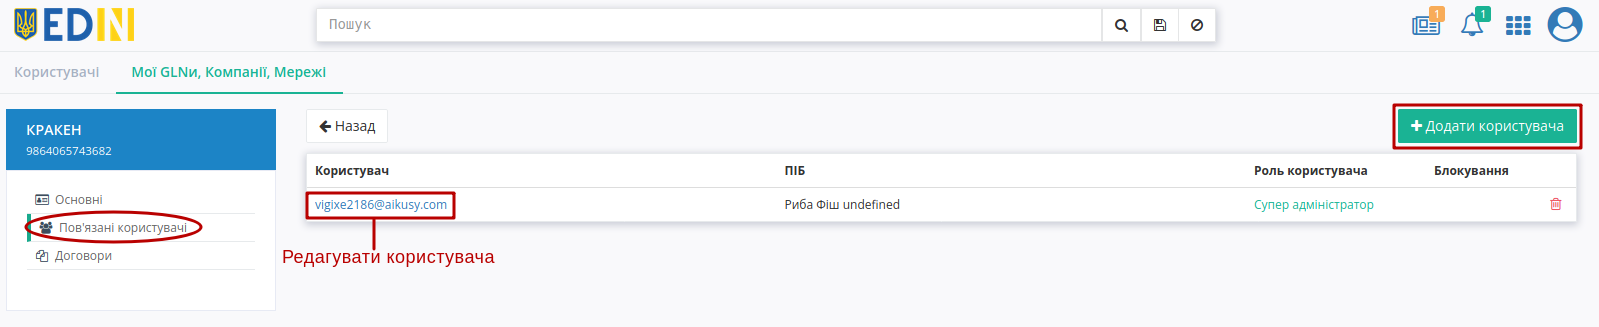 EDIN
Пошук
1
1
Користувачі
Мої GLNи, Компанії, Мережі
КРАКЕН
9864065743682
Основні
Пов'язані користувачі
Договори
Назад
Додати користувача
Користувач ПІБ Роль користувача Блокування
vigixe2186@aikusy.com Риба Фіш undefined Супер адміністратор
Редагувати користувача